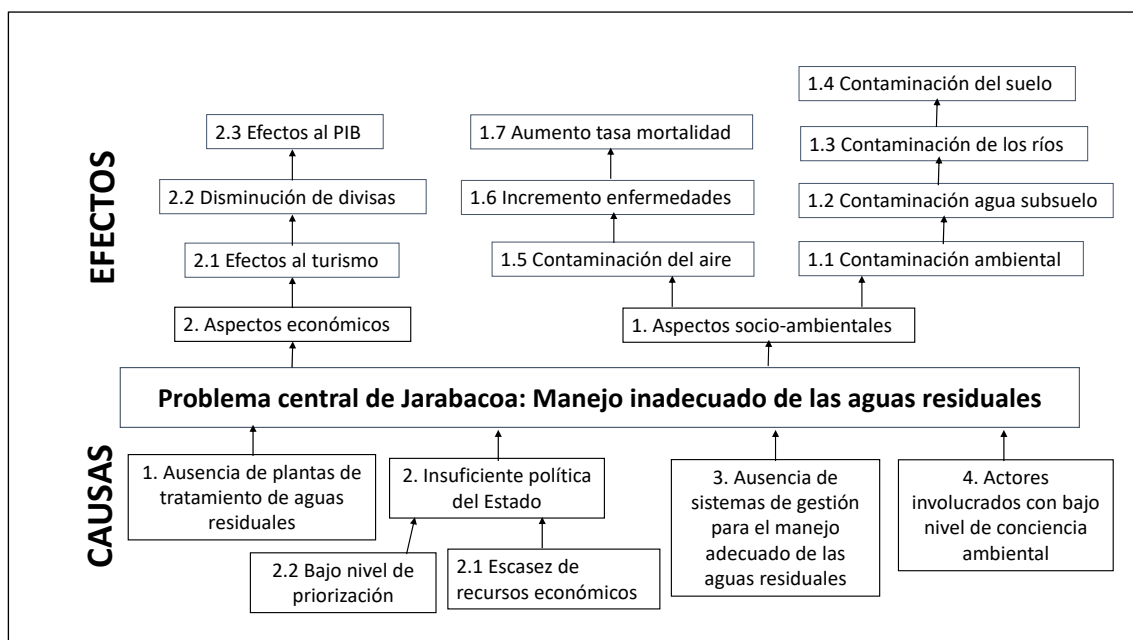 1.4 Contaminación del suelo
2.3 Efectos al PIB
1.7 Aumento tasa mortalidad
1.3 Contaminación de los ríos
2.2 Disminución de divisas
1.6 Incremento enfermedades
1.2 Contaminación agua subsuelo
2.1 Efectos al turismo
1.5 Contaminación del aire
1.1 Contaminación ambiental
EFECTOS
2. Aspectos económicos
1. Aspectos socio-ambientales
Problema central de Jarabacoa: Manejo inadecuado de las aguas residuales
CAUSAS
1. Ausencia de plantas de
tratamiento de aguas
residuales
2. Insuficiente política
del Estado
3. Ausencia de
sistemas de gestión
para el manejo
adecuado de las
aguas residuales
4. Actores
involucrados con bajo
nivel de conciencia
ambiental
2.2 Bajo nivel de
priorización
2.1 Escasez de
recursos económicos